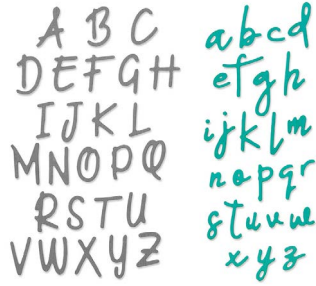 A B C
D E F G H
I J K L
M N O P Q
R S T U
V W X Y Z
a b c d
e f g h
i j k l m
n o p q r
s t u v w
x y z